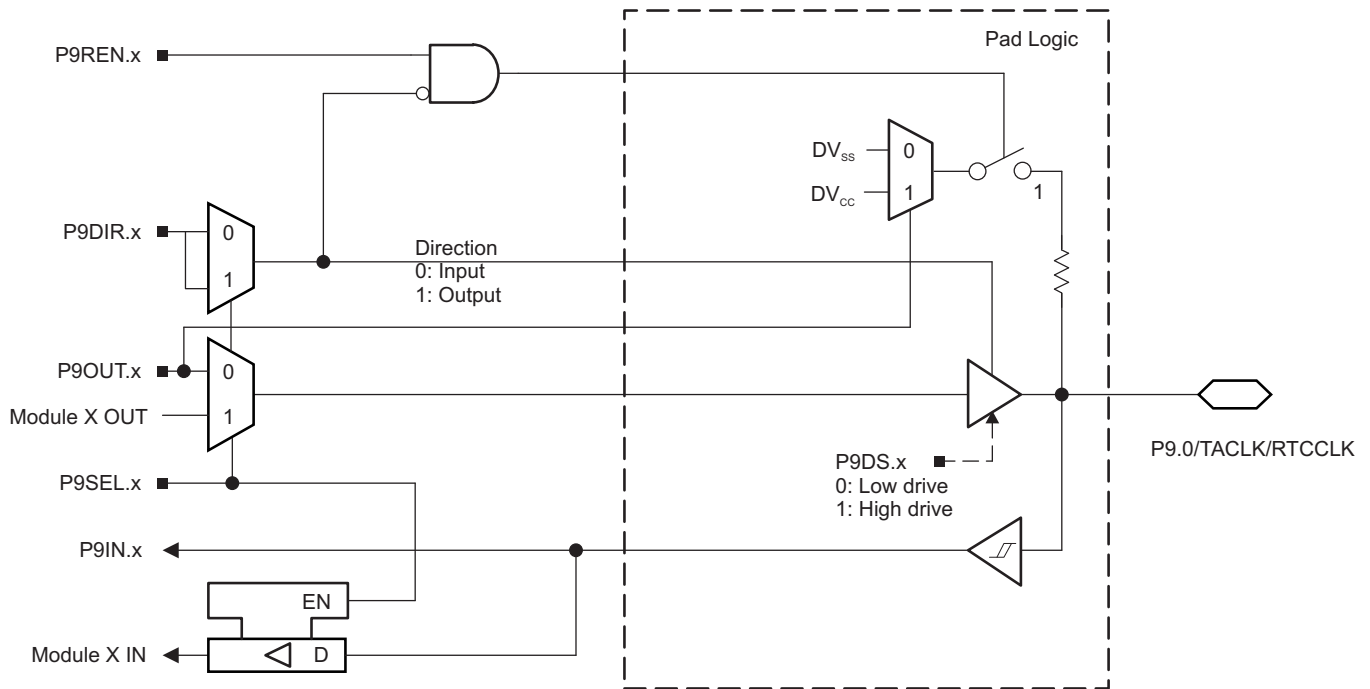 Pad Logic
P9REN.x
DVSS
0
DVCC
1
1
P9DIR.x
0
1
Direction
0: Input
1: Output
P9OUT.x
0
Module X OUT
1
P9.0/TACLK/RTCCLK
P9DS.x
0: Low drive
1: High drive
P9SEL.x
P9IN.x
EN
Module X IN
D